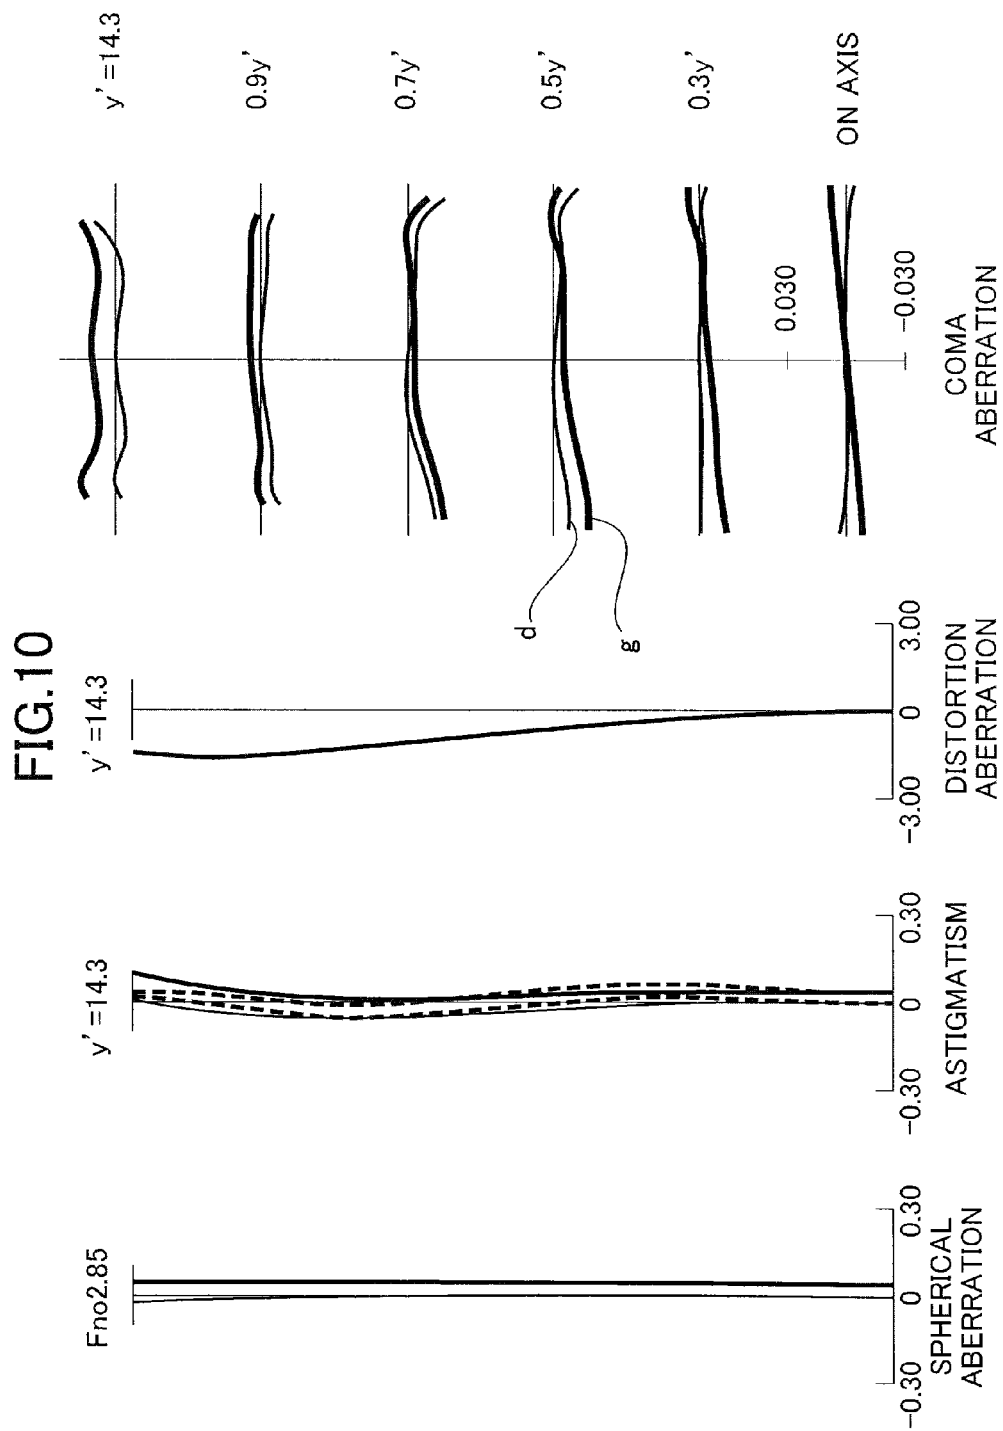 FIG.10
Fno2.85
−0.30 0 0.30
SPHERICAL
ABERRATION
y'=14.3
−0.30 0 0.30
ASTIGMATISM
y'=14.3
−3.00 0 3.00
DISTORTION
ABERRATION
y'=14.3
0.9y'
0.7y'
0.5y'
0.3y'
ON AXIS
d
g
0.030
−0.030
COMA
ABERRATION